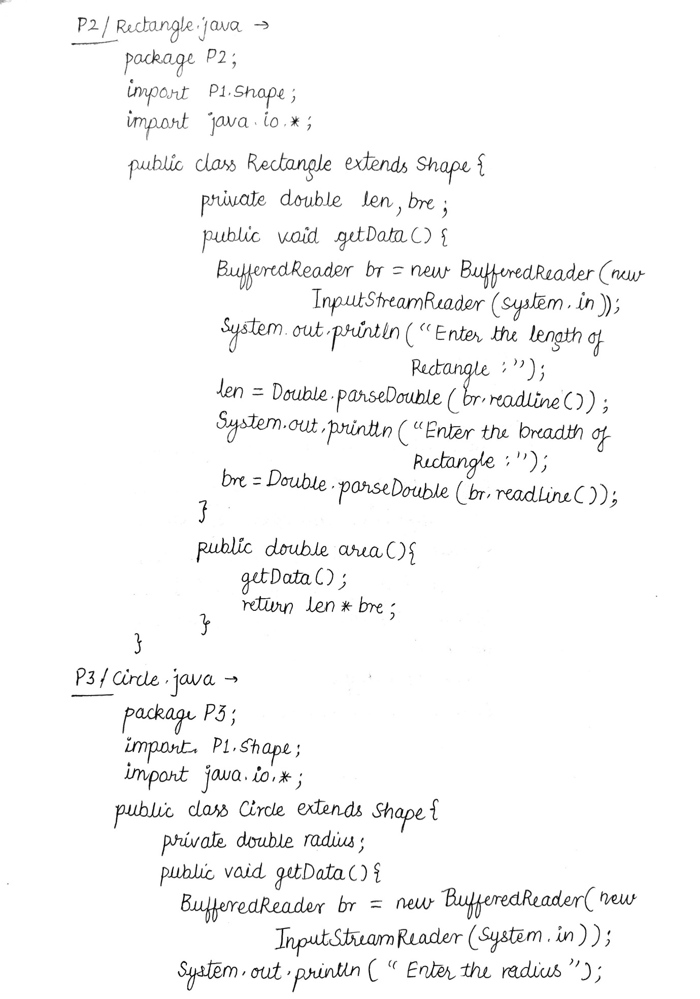 P2/Rectangle.java →
package P2;
import P1.Shape;
import java.io.*;
public class Rectangle extends Shape{
private double len, bre;
public void getData() {
BufferedReader br = new BufferedReader(new
InputStreamReader (system.in));
System.out.println ("Enter the length of
Rectangle :");
len = Double.parseDouble (br.readline());
System.out.println ("Enter the breadth of
Rectangle :");
bre = Double.parseDouble (br.readLine());
}
public double area(){
getData();
return len * bre;
}
}
P3/Circle.java →
package P3;
import P1.Shape;
import java.io.*;
public class Circle extends Shape{
private double radius;
public void getData(){
BufferedReader br = new BufferedReader(new
InputStreamReader (System.in));
System.out.println (" Enter the radius ");